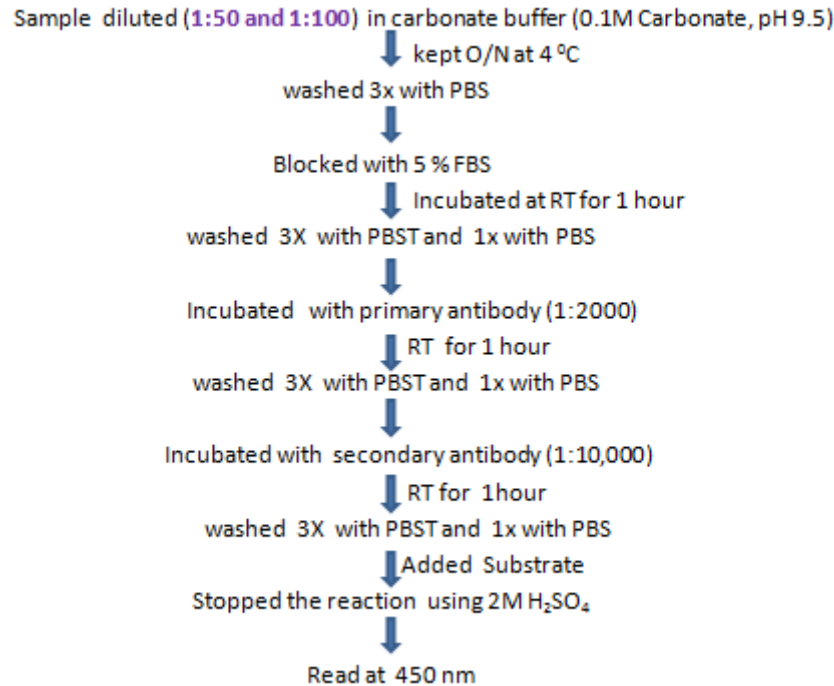 Sample diluted (1:50 and 1:100) in carbonate buffer (0.1M Carbonate, pH 9.5)
kept O/N at 4 ⁰C
washed 3x with PBS
Blocked with 5 % FBS
Incubated at RT for 1 hour
washed 3X with PBST and 1x with PBS
Incubated with primary antibody (1:2000)
RT for 1 hour
washed 3X with PBST and 1x with PBS
Incubated with secondary antibody (1:10,000)
RT for 1hour
washed 3X with PBST and 1x with PBS
Added Substrate
Stopped the reaction using 2M H₂SO₄
Read at 450 nm